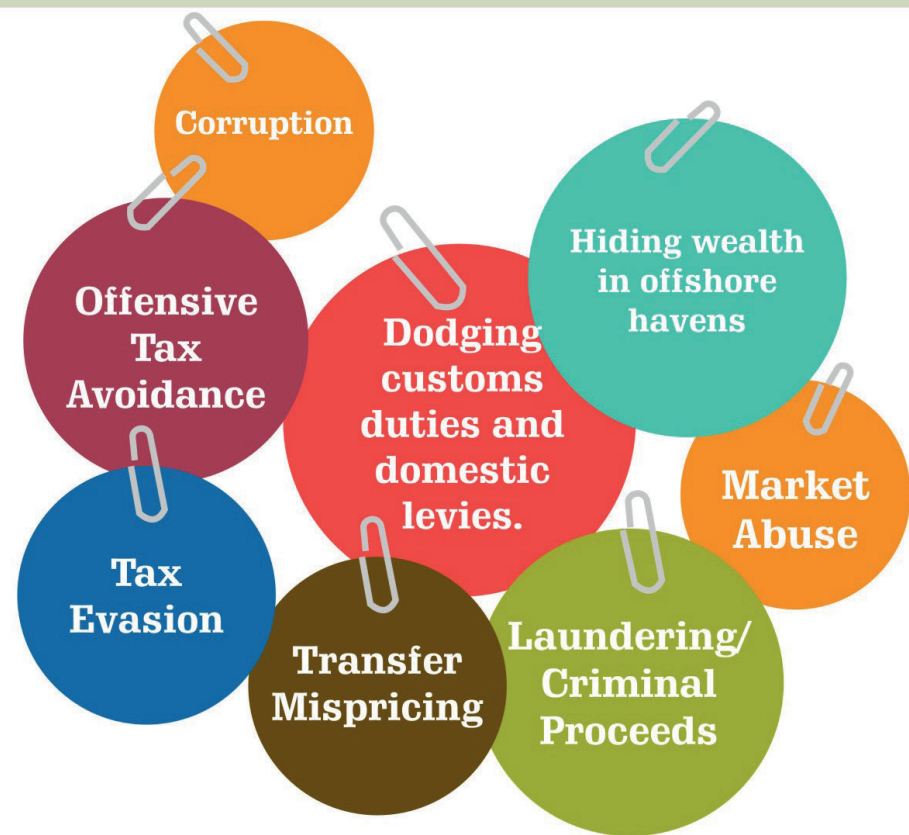 Corruption
Hiding wealth
in offshore
havens
Offensive
Tax
Avoidance
Dodging
customs
duties and
domestic
levies.
Market
Abuse
Tax
Evasion
Transfer
Mispricing
Laundering/
Criminal
Proceeds